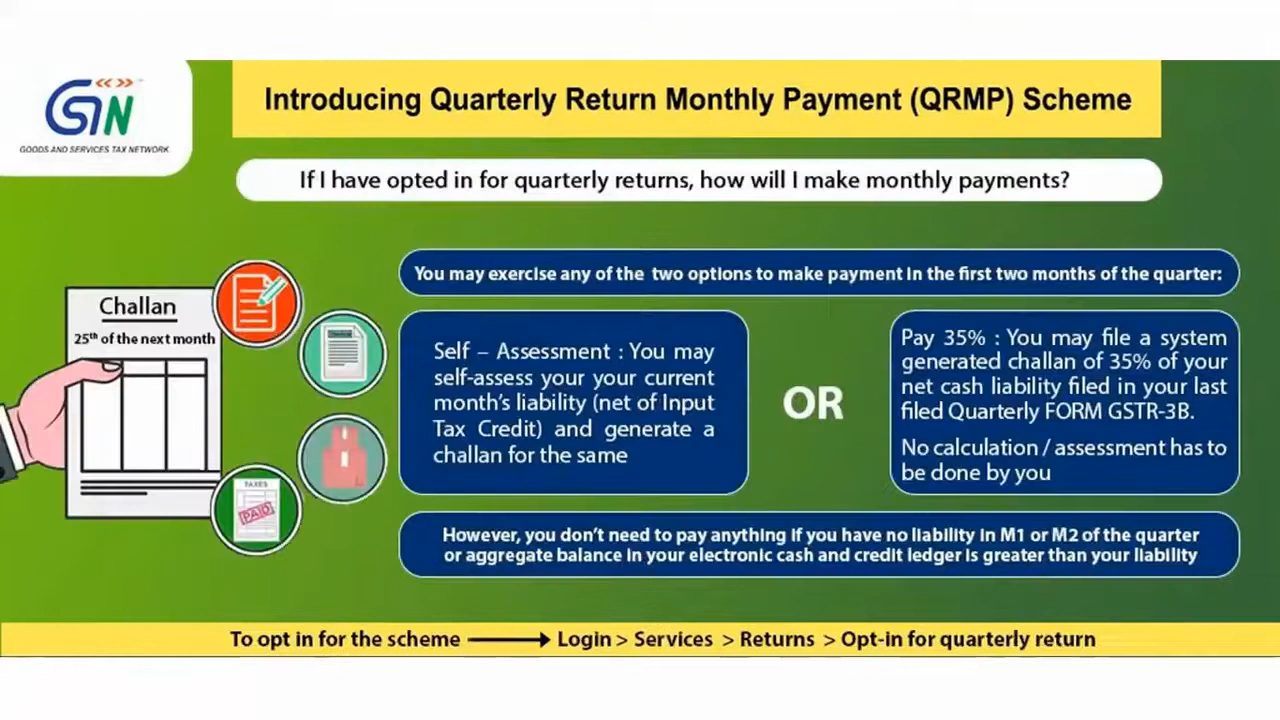 GSTN
GOODS AND SERVICES TAX NETWORK
Introducing Quarterly Return Monthly Payment (QRMP) Scheme
If I have opted in for quarterly returns, how will I make monthly payments?
You may exercise any of the two options to make payment in the first two months of the quarter:
Challan
25th of the next month
TAXES
PAID
Self – Assessment : You may
self-assess your your current
month's liability (net of Input
Tax Credit) and generate a
challan for the same
OR
Pay 35% : You may file a system
generated challan of 35% of your
net cash liability filed in your last
filed Quarterly FORM GSTR-3B.
No calculation / assessment has to
be done by you
However, you don't need to pay anything if you have no liability in M1 or M2 of the quarter
or aggregate balance in your electronic cash and credit ledger is greater than your liability
To opt in for the scheme ⟶ Login > Services > Returns > Opt-in for quarterly return